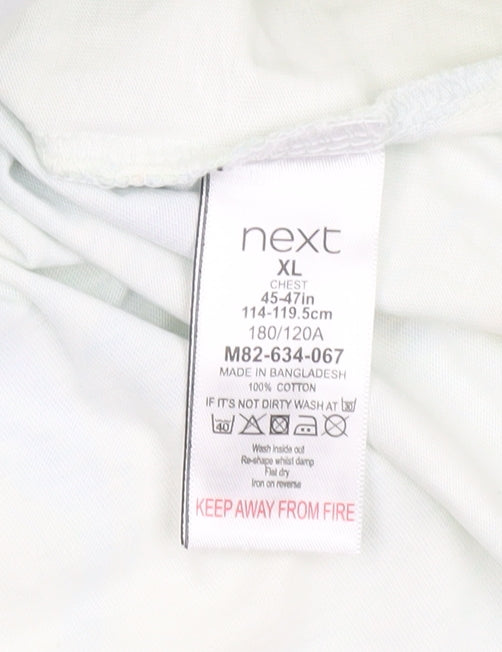 next
XL
CHEST
45-47in
114-119.5cm
180/120A
M82-634-067
MADE IN BANGLADESH
100% COTTON
IF IT'S NOT DIRTY WASH AT 30
40
Wash inside out
Re-shape whilst damp
Flat dry
Iron on reverse
KEEP AWAY FROM FIRE